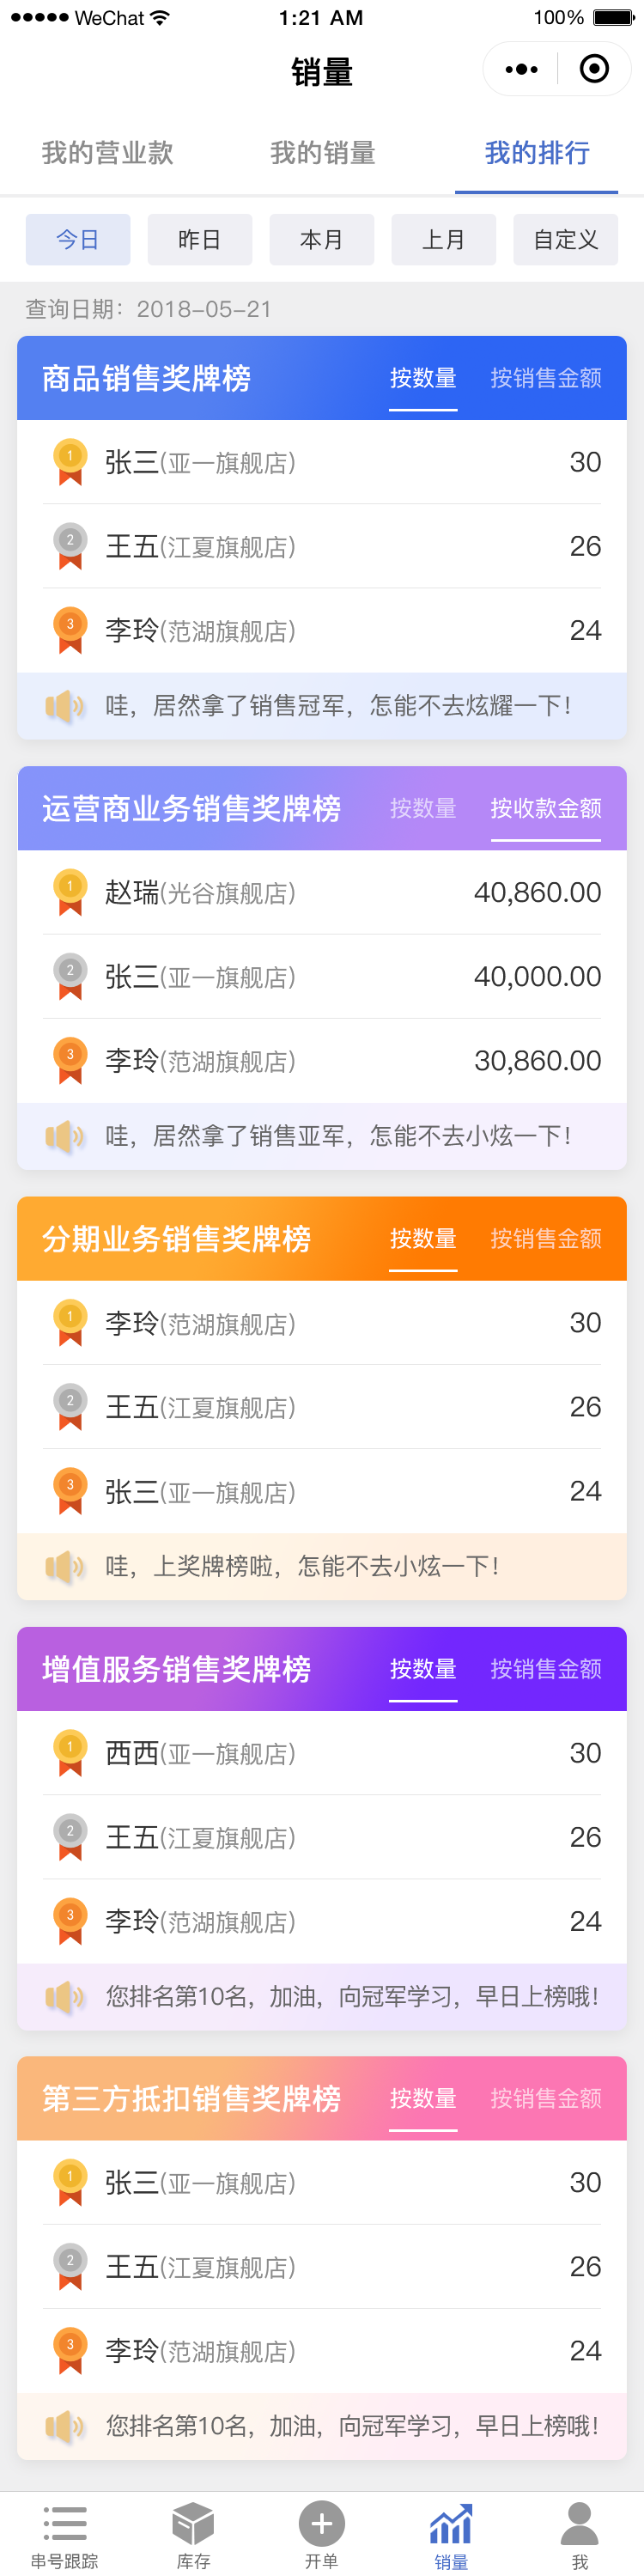 WeChat 1:21 AM 100%
销量
我的营业款 我的销量 我的排行
今日 昨日 本月 上月 自定义
查询日期：2018-05-21
商品销售奖牌榜 按数量 按销售金额
1 张三(亚一旗舰店) 30
2 王五(江夏旗舰店) 26
3 李玲(范湖旗舰店) 24
哇，居然拿了销售冠军，怎能不去炫耀一下！
运营商业务销售奖牌榜 按数量 按收款金额
1 赵瑞(光谷旗舰店) 40,860.00
2 张三(亚一旗舰店) 40,000.00
3 李玲(范湖旗舰店) 30,860.00
哇，居然拿了销售亚军，怎能不去小炫一下！
分期业务销售奖牌榜 按数量 按销售金额
1 李玲(范湖旗舰店) 30
2 王五(江夏旗舰店) 26
3 张三(亚一旗舰店) 24
哇，上奖牌榜啦，怎能不去小炫一下！
增值服务销售奖牌榜 按数量 按销售金额
1 西西(亚一旗舰店) 30
2 王五(江夏旗舰店) 26
3 李玲(范湖旗舰店) 24
您排名第10名，加油，向冠军学习，早日上榜哦！
第三方抵扣销售奖牌榜 按数量 按销售金额
1 张三(亚一旗舰店) 30
2 王五(江夏旗舰店) 26
3 李玲(范湖旗舰店) 24
您排名第10名，加油，向冠军学习，早日上榜哦！
串号跟踪 库存 开单 销量 我